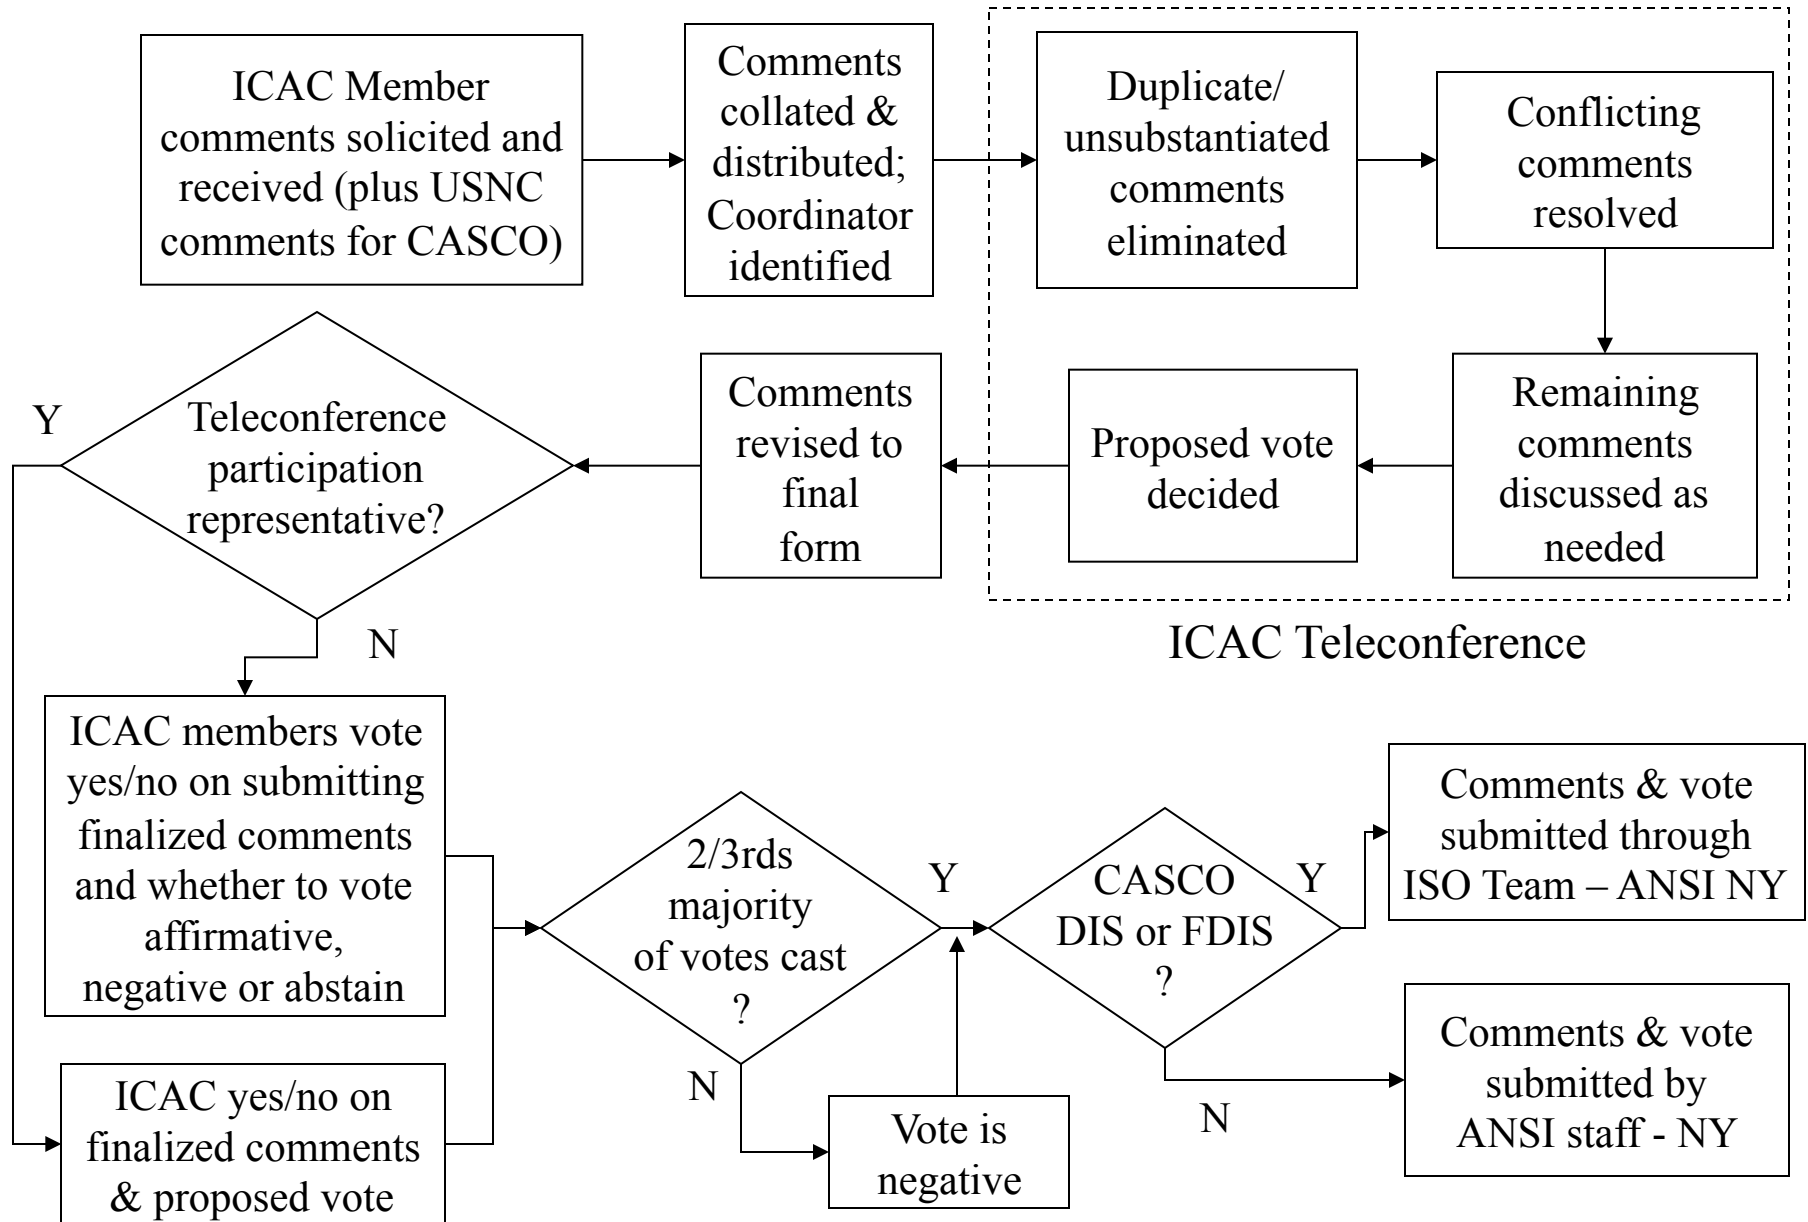 ICAC Member
comments solicited and
received (plus USNC
comments for CASCO)
Comments
collated &
distributed;
Coordinator
identified
Duplicate/
unsubstantiated
comments
eliminated
Conflicting
comments
resolved
Remaining
comments
discussed as
needed
Proposed vote
decided
ICAC Teleconference
Comments
revised to
final
form
Teleconference
participation
representative?
Y
N
ICAC members vote
yes/no on submitting
finalized comments
and whether to vote
affirmative,
negative or abstain
ICAC yes/no on
finalized comments
& proposed vote
2/3rds
majority
of votes cast
?
Y
N
Vote is
negative
CASCO
DIS or FDIS
?
Y
N
Comments & vote
submitted through
ISO Team – ANSI NY
Comments & vote
submitted by
ANSI staff - NY